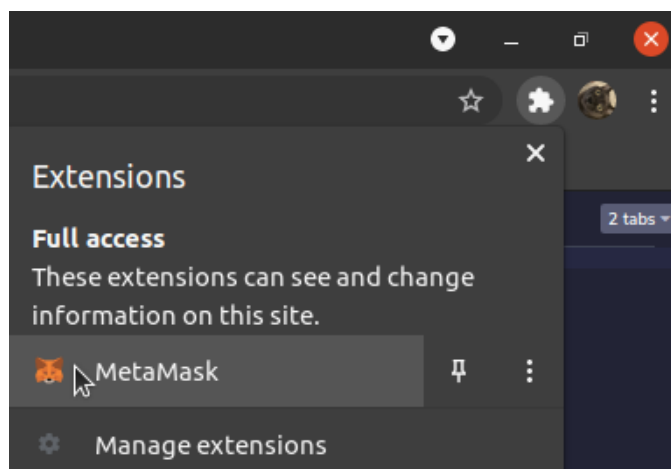 Extensions
2 tabs
Full access
These extensions can see and change
information on this site.
MetaMask
Manage extensions